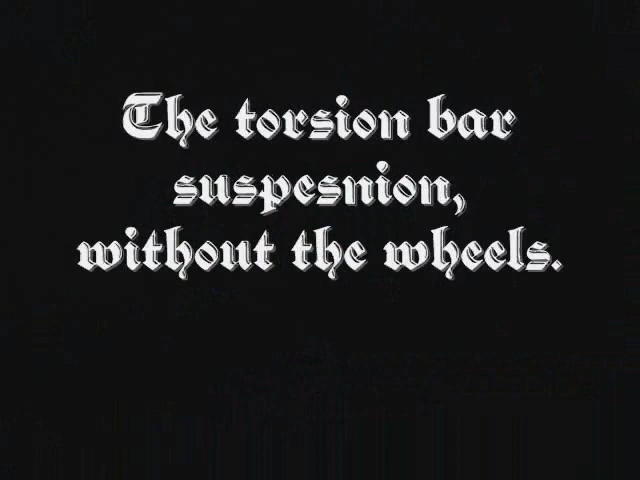 The torsion bar
suspesnion,
without the wheels.